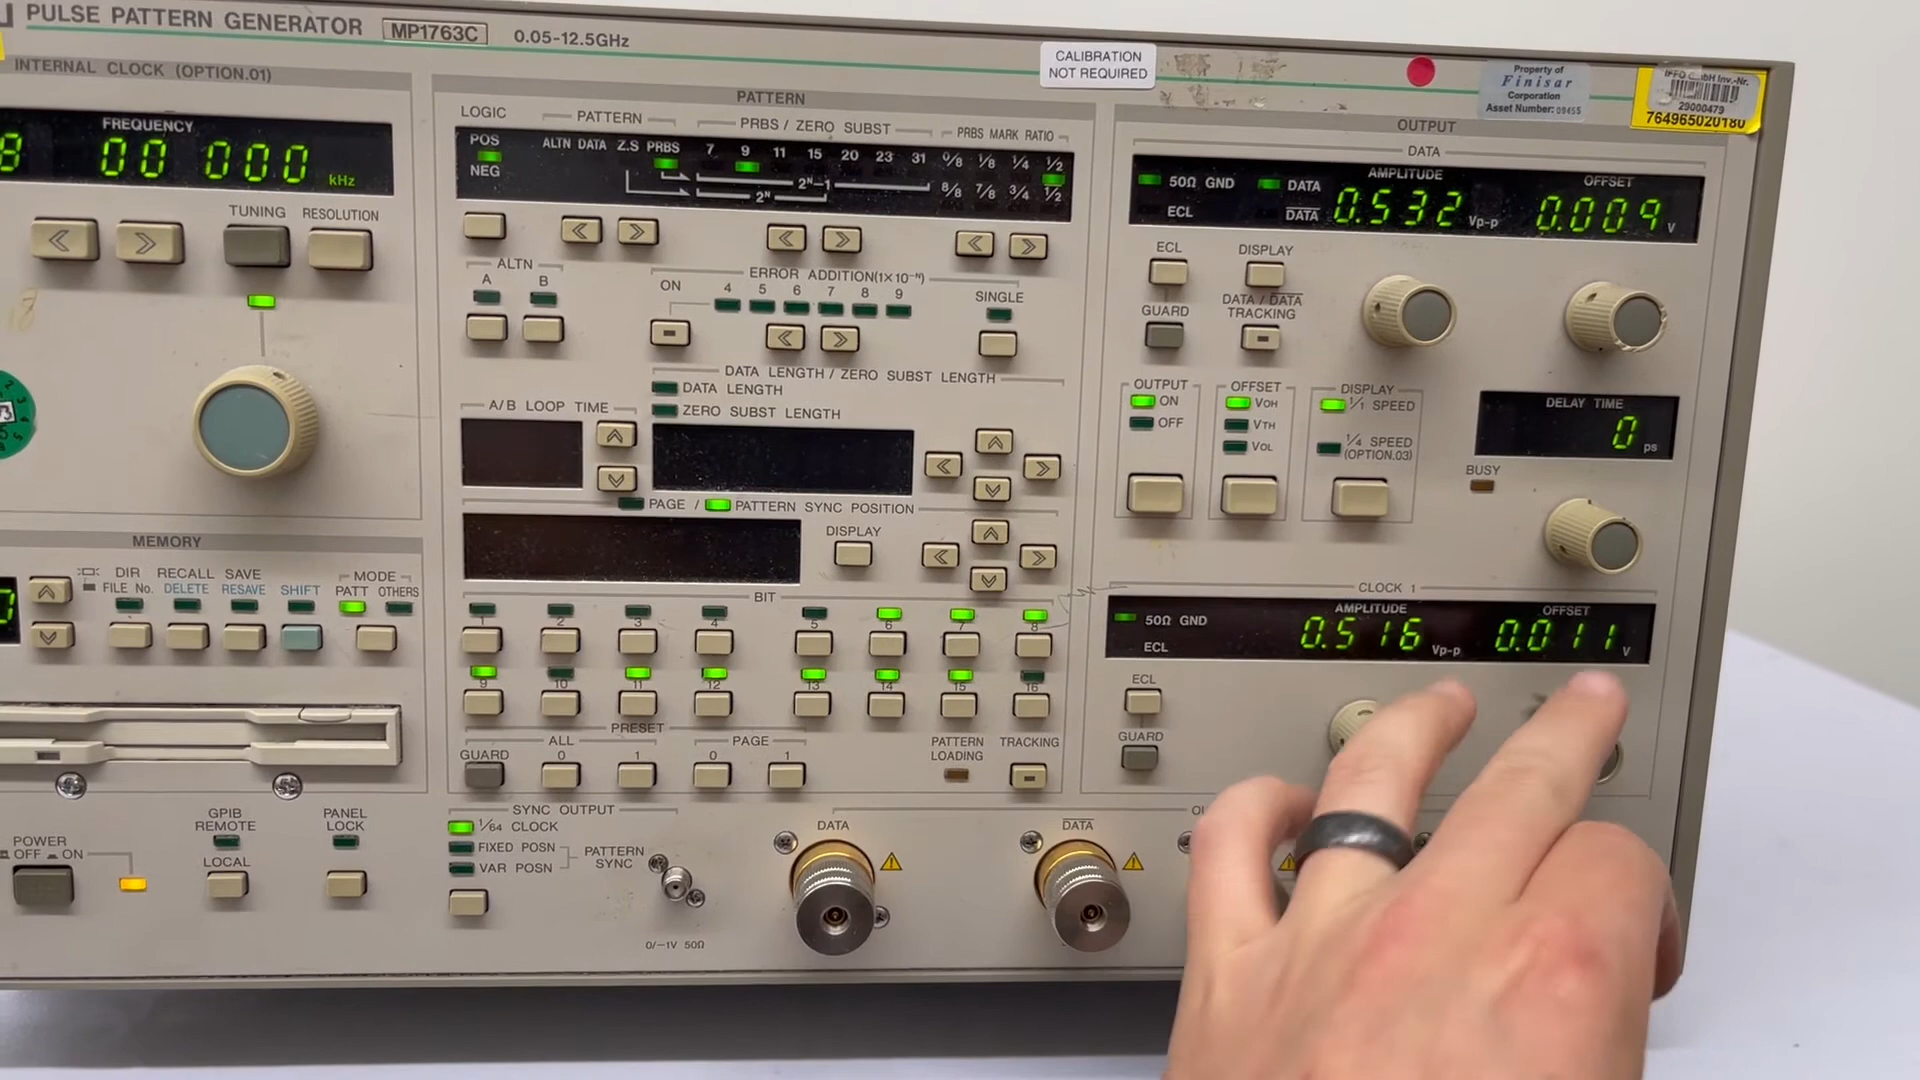 PULSE PATTERN GENERATOR MP1763C 0.05-12.5GHz
CALIBRATION
NOT REQUIRED
Property of
Finisar
Corporation
Asset Number: 09455
29000479
764965020180
INTERNAL CLOCK (OPTION.01)
FREQUENCY
00 000 kHz
TUNING RESOLUTION
MEMORY
DIR RECALL SAVE
FILE No. DELETE RESAVE SHIFT
MODE
PATT OTHERS
POWER
OFF ON
GPIB
REMOTE
LOCAL
PANEL
LOCK
PATTERN
LOGIC
POS
NEG
PATTERN
ALTN DATA Z.S PRBS
PRBS / ZERO SUBST
7 9 11 15 20 23 31
2ᴺ-1
2ᴺ
PRBS MARK RATIO
0/8 1/8 1/4 1/2
8/8 7/8 3/4 1/2
ALTN
A B
ERROR ADDITION(1×10⁻ᴺ)
ON 4 5 6 7 8 9
SINGLE
DATA LENGTH / ZERO SUBST LENGTH
DATA LENGTH
ZERO SUBST LENGTH
A/B LOOP TIME
PAGE / PATTERN SYNC POSITION
DISPLAY
BIT
1 2 3 4 5 6 7 8
9 10 11 12 13 14 15 16
PRESET
GUARD
ALL
0 1
PAGE
0 1
PATTERN
LOADING
TRACKING
SYNC OUTPUT
1/64 CLOCK
FIXED POSN
VAR POSN
PATTERN
SYNC
0/-1V 50Ω
DATA
DATA
OUTPUT
DATA
50Ω GND
ECL
DATA
DATA
AMPLITUDE
0.532 Vp-p
OFFSET
0.009 V
ECL
GUARD
DISPLAY
DATA / DATA
TRACKING
OUTPUT
ON
OFF
OFFSET
VOH
VTH
VOL
DISPLAY
1/1 SPEED
1/4 SPEED
(OPTION.03)
DELAY TIME
0 ps
BUSY
CLOCK 1
50Ω GND
ECL
AMPLITUDE
0.516 Vp-p
OFFSET
0.011 V
ECL
GUARD